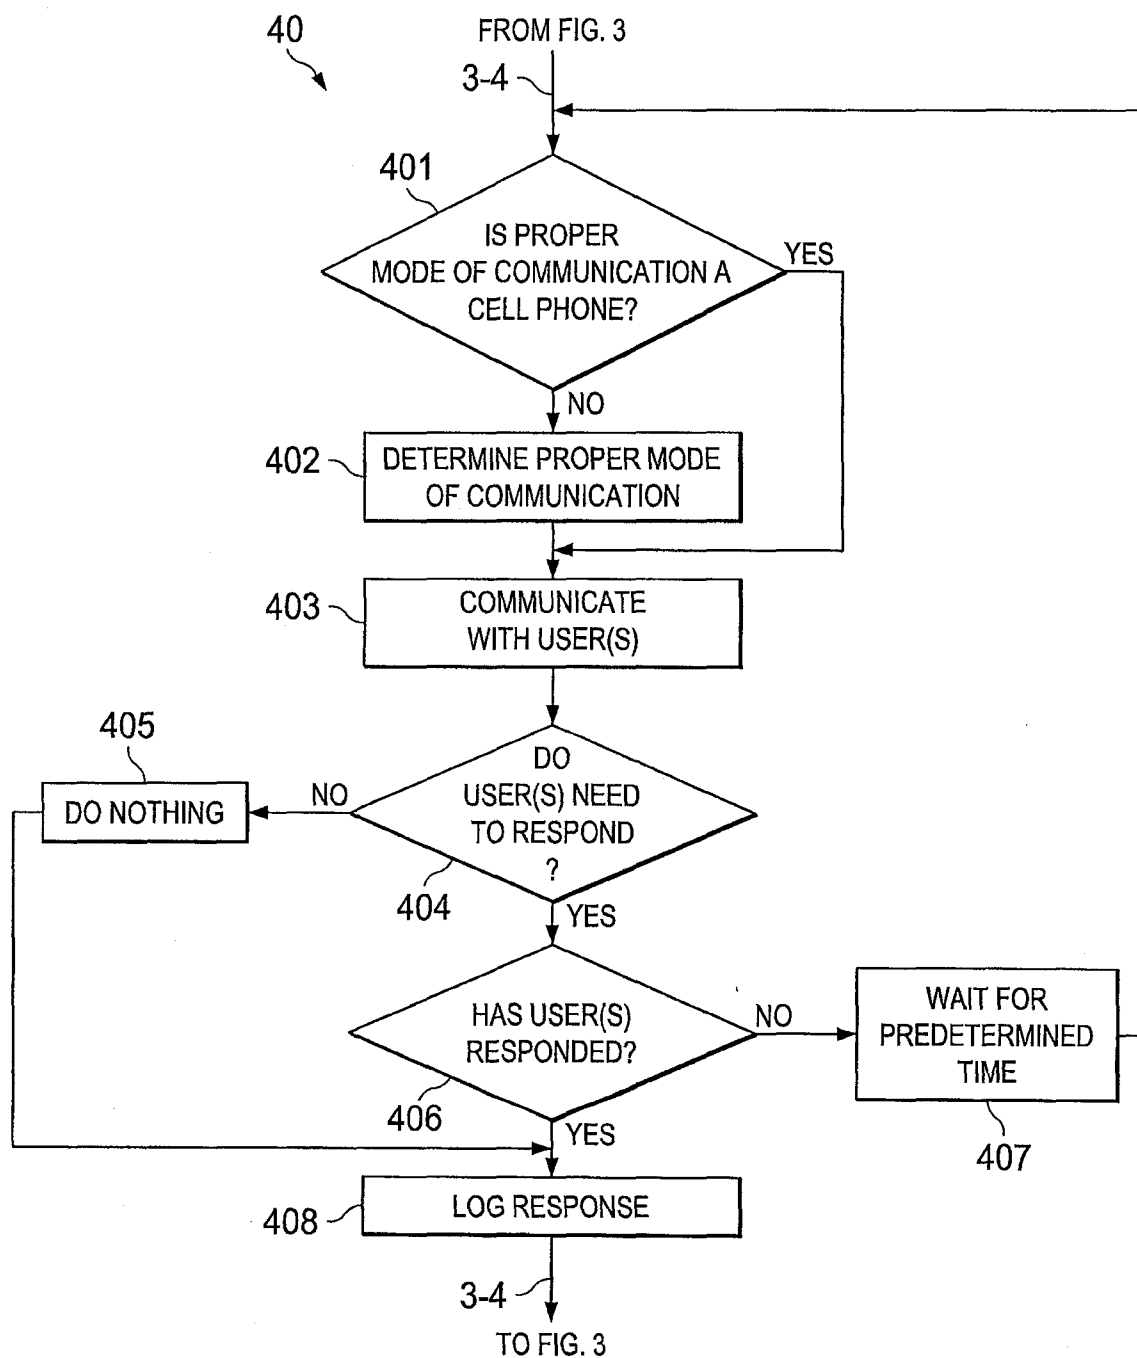 40
FROM FIG. 3
3-4
401
IS PROPER
MODE OF COMMUNICATION A
CELL PHONE?
YES
NO
402
DETERMINE PROPER MODE
OF COMMUNICATION
403
COMMUNICATE
WITH USER(S)
405
DO NOTHING
NO
DO
USER(S) NEED
TO RESPOND
?
404
YES
HAS USER(S)
RESPONDED?
NO
WAIT FOR
PREDETERMINED
TIME
406
YES
407
408
LOG RESPONSE
3-4
TO FIG. 3